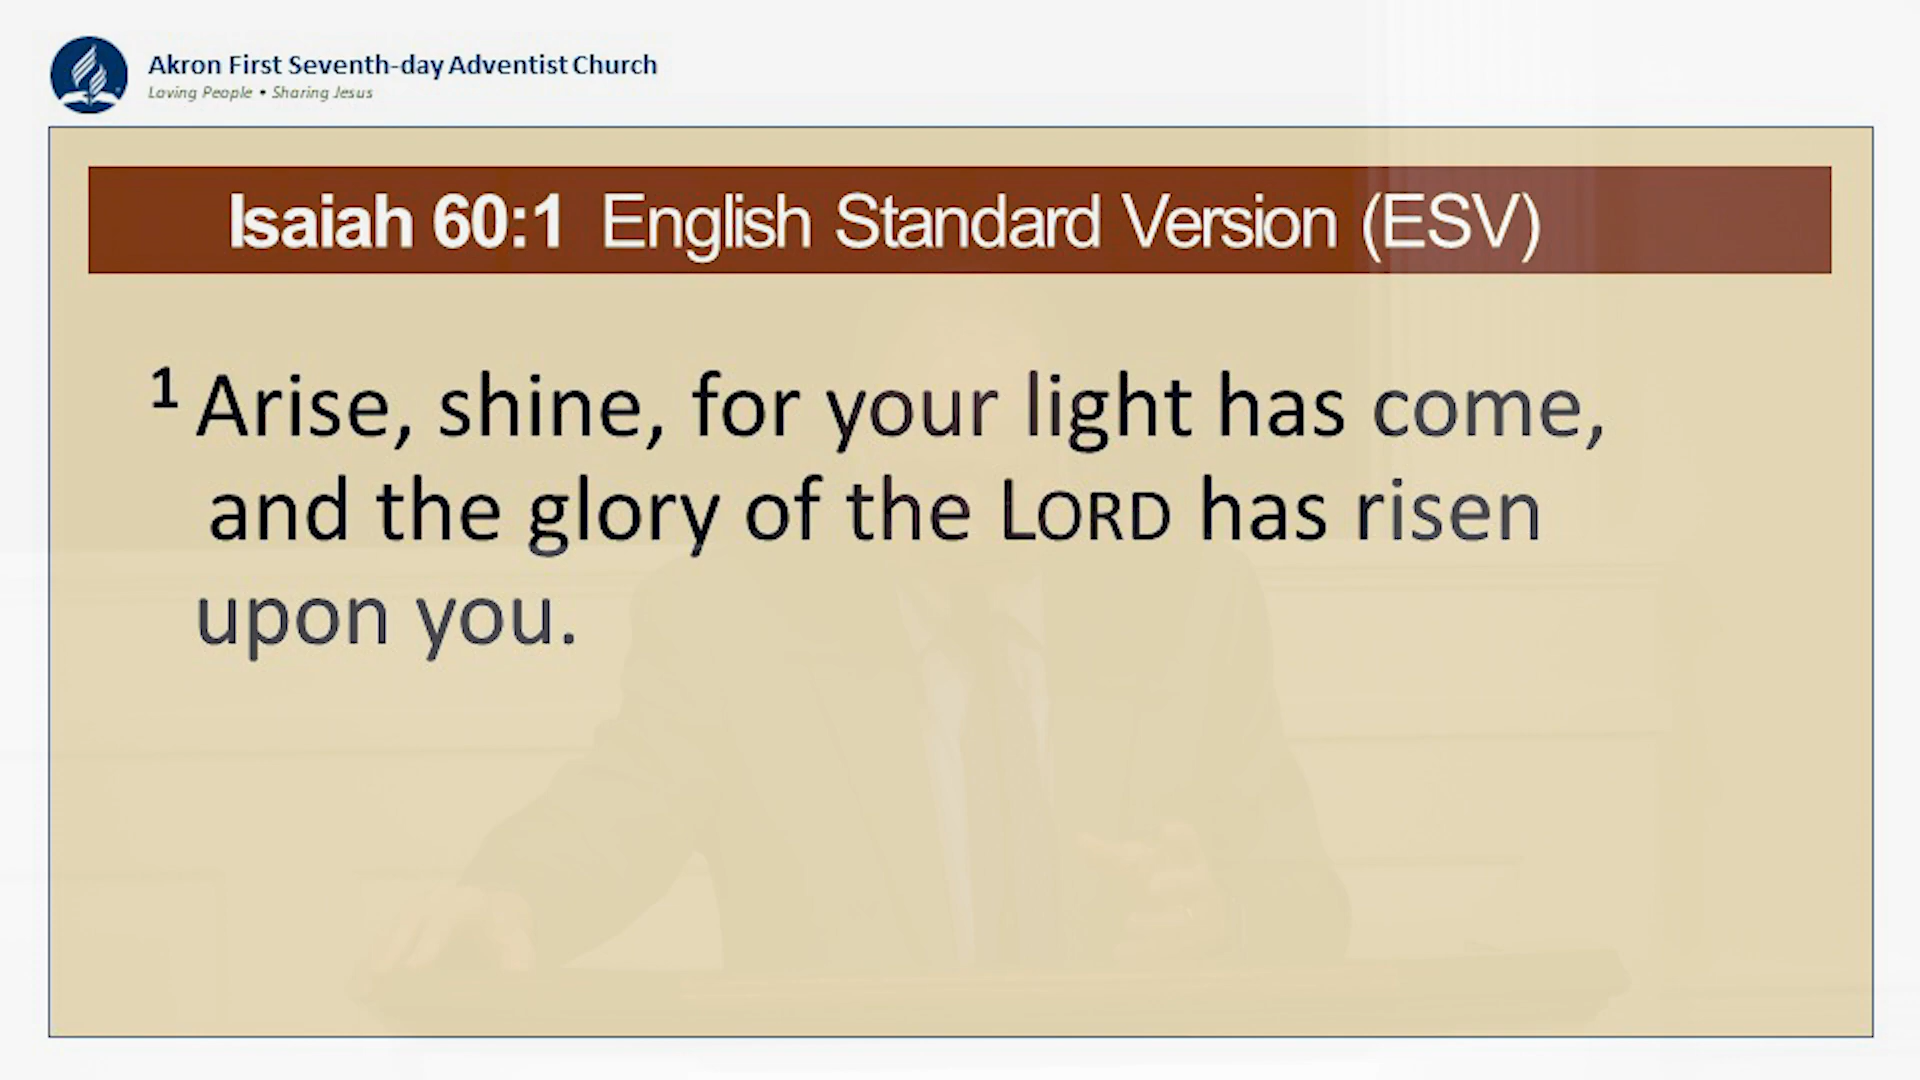 Akron First Seventh-day Adventist Church
Loving People • Sharing Jesus
Isaiah 60:1 English Standard Version (ESV)
1 Arise, shine, for your light has come,
and the glory of the LORD has risen
upon you.